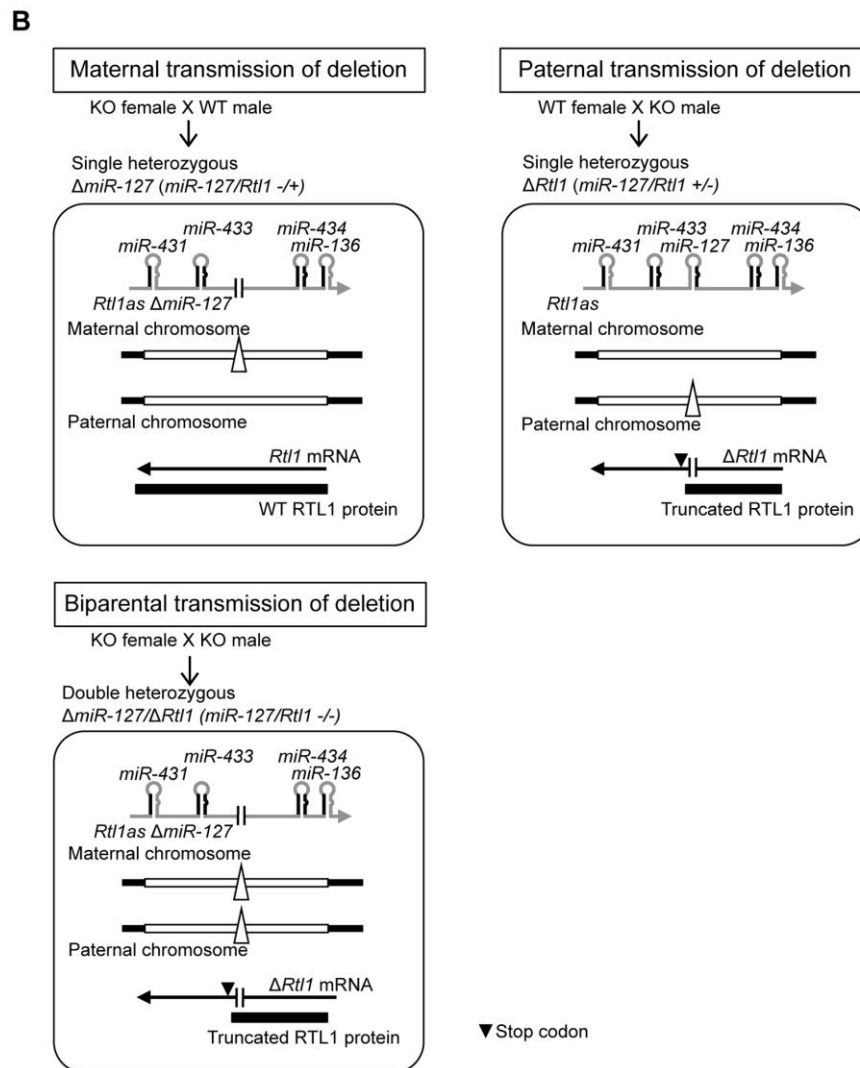 B
Maternal transmission of deletion
KO female X WT male
Single heterozygous
ΔmiR-127 (miR-127/Rtl1 -/+)
miR-433 miR-434
miR-431 miR-136
Rtl1as ΔmiR-127
Maternal chromosome
Paternal chromosome
Rtl1 mRNA
WT RTL1 protein
Paternal transmission of deletion
WT female X KO male
Single heterozygous
ΔRtl1 (miR-127/Rtl1 +/-)
miR-433 miR-434
miR-431 miR-127 miR-136
Rtl1as
Maternal chromosome
Paternal chromosome
ΔRtl1 mRNA
Truncated RTL1 protein
Biparental transmission of deletion
KO female X KO male
Double heterozygous
ΔmiR-127/ΔRtl1 (miR-127/Rtl1 -/-)
miR-433 miR-434
miR-431 miR-136
Rtl1as ΔmiR-127
Maternal chromosome
Paternal chromosome
ΔRtl1 mRNA
Truncated RTL1 protein
▼Stop codon